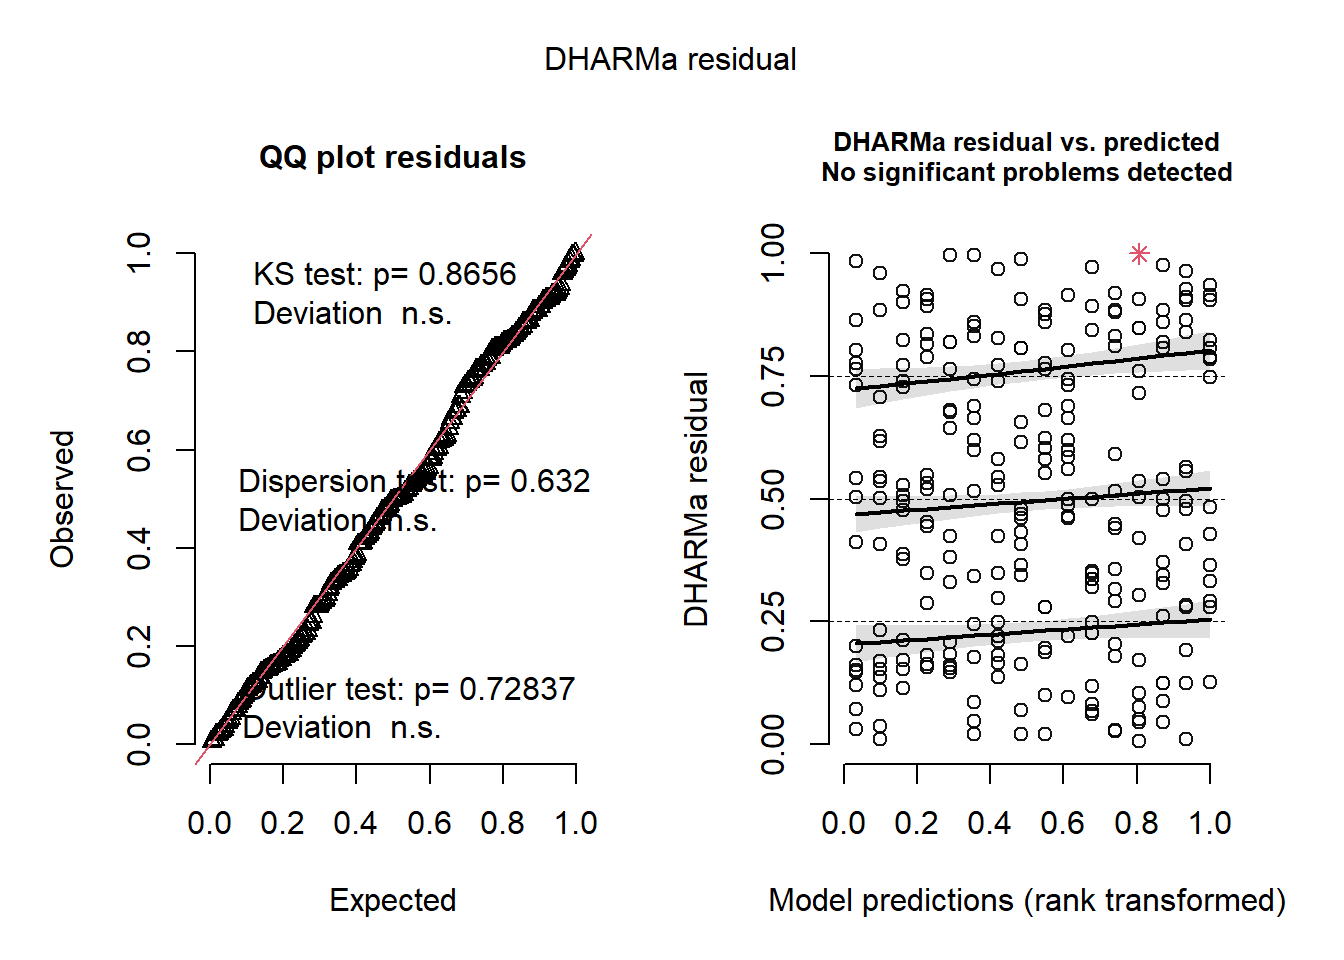 DHARMa residual
QQ plot residuals
KS test: p= 0.8656
Deviation  n.s.
Dispersion test: p= 0.632
Deviation n.s.
Outlier test: p= 0.72837
Deviation  n.s.
Observed
0.0 0.2 0.4 0.6 0.8 1.0
0.0 0.2 0.4 0.6 0.8 1.0
Expected
DHARMa residual vs. predicted
No significant problems detected
DHARMa residual
0.00 0.25 0.50 0.75 1.00
0.0 0.2 0.4 0.6 0.8 1.0
Model predictions (rank transformed)